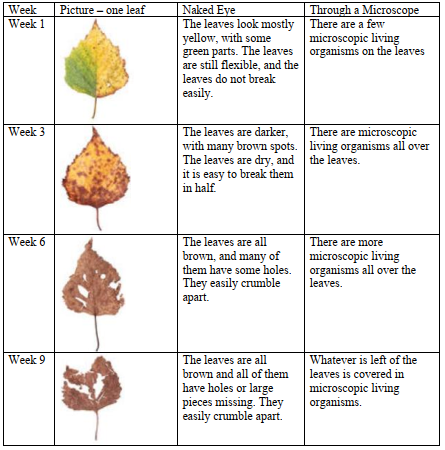 Week
Picture – one leaf
Naked Eye
Through a Microscope
Week 1
The leaves look mostly
yellow, with some
green parts. The leaves
are still flexible, and the
leaves do not break
easily.
There are a few
microscopic living
organisms on the leaves
Week 3
The leaves are darker,
with many brown spots.
The leaves are dry, and
it is easy to break them
in half.
There are microscopic
living organisms all over
the leaves.
Week 6
The leaves are all
brown, and many of
them have some holes.
They easily crumble
apart.
There are more
microscopic living
organisms all over the
leaves.
Week 9
The leaves are all
brown and all of them
have holes or large
pieces missing. They
easily crumble apart.
Whatever is left of the
leaves is covered in
microscopic living
organisms.